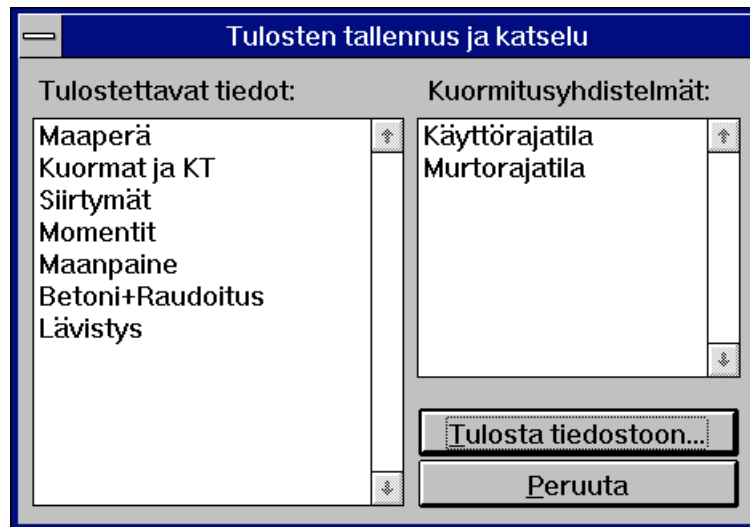 Tulosten tallennus ja katselu
Tulostettavat tiedot:
Maaperä
Kuormat ja KT
Siirtymät
Momentit
Maanpaine
Betoni+Raudoitus
Lävistys
Kuormitusyhdistelmät:
Käyttörajatila
Murtorajatila
Tulosta tiedostoon...
Peruuta